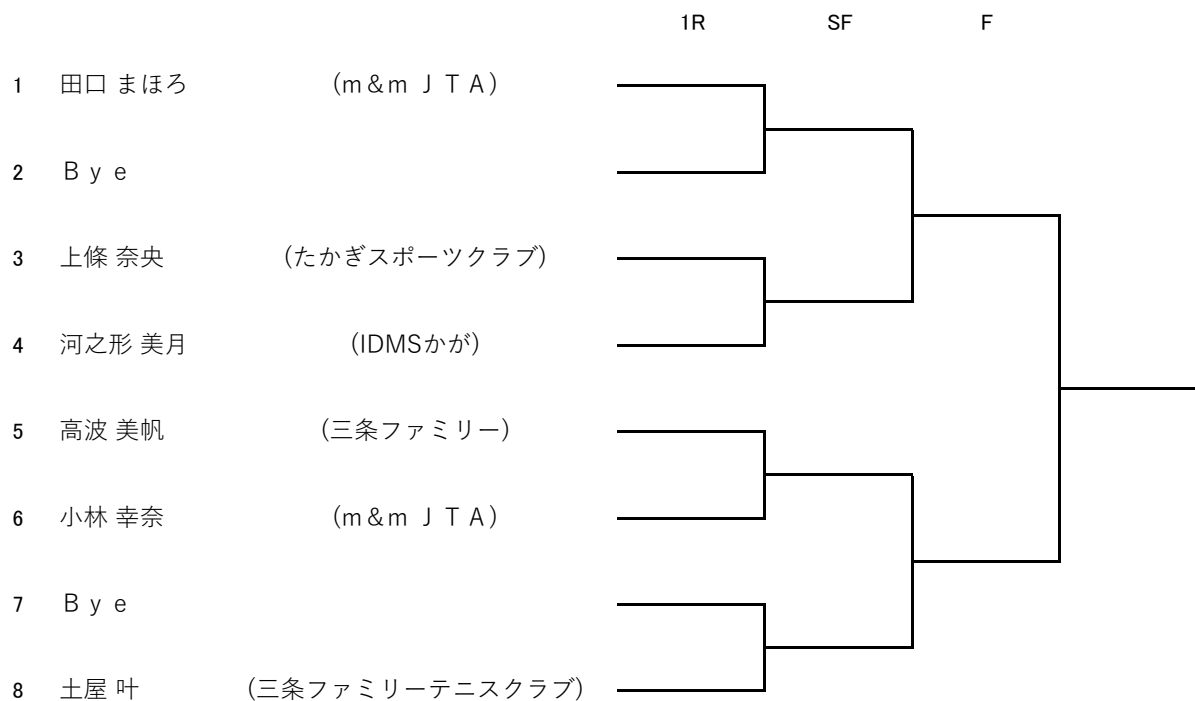 1R SF F
1 田口 まほろ (m&m ＪＴＡ)
2 Ｂｙｅ
3 上條 奈央 (たかぎスポーツクラブ)
4 河之形 美月 (IDMSかが)
5 高波 美帆 (三条ファミリー)
6 小林 幸奈 (m&m ＪＴＡ)
7 Ｂｙｅ
8 土屋 叶 (三条ファミリーテニスクラブ)